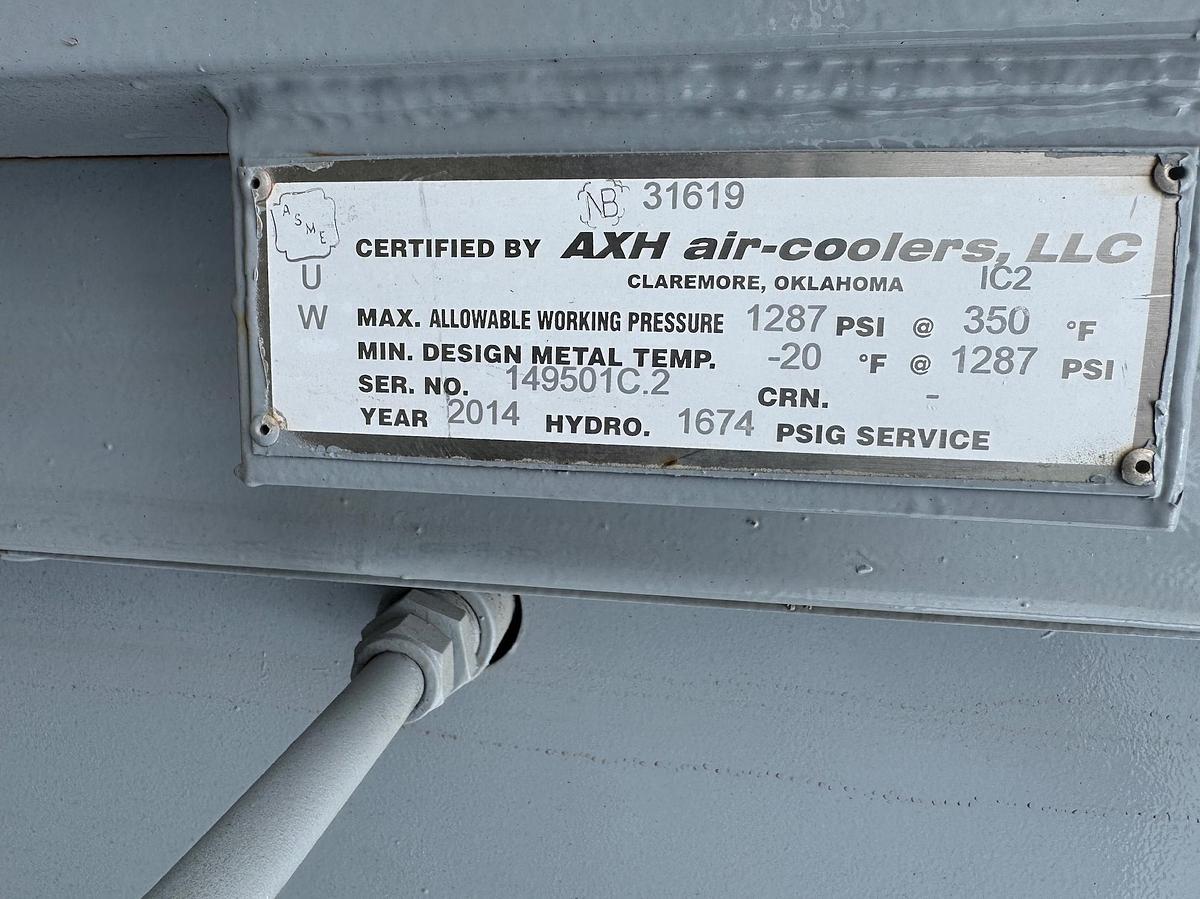 ASME
NB 31619
CERTIFIED BY AXH air-coolers, LLC
U
CLAREMORE, OKLAHOMA IC2
W
MAX. ALLOWABLE WORKING PRESSURE 1287 PSI @ 350 °F
MIN. DESIGN METAL TEMP. -20 °F @ 1287 PSI
SER. NO. 149501C.2 CRN. -
YEAR 2014 HYDRO. 1674 PSIG SERVICE